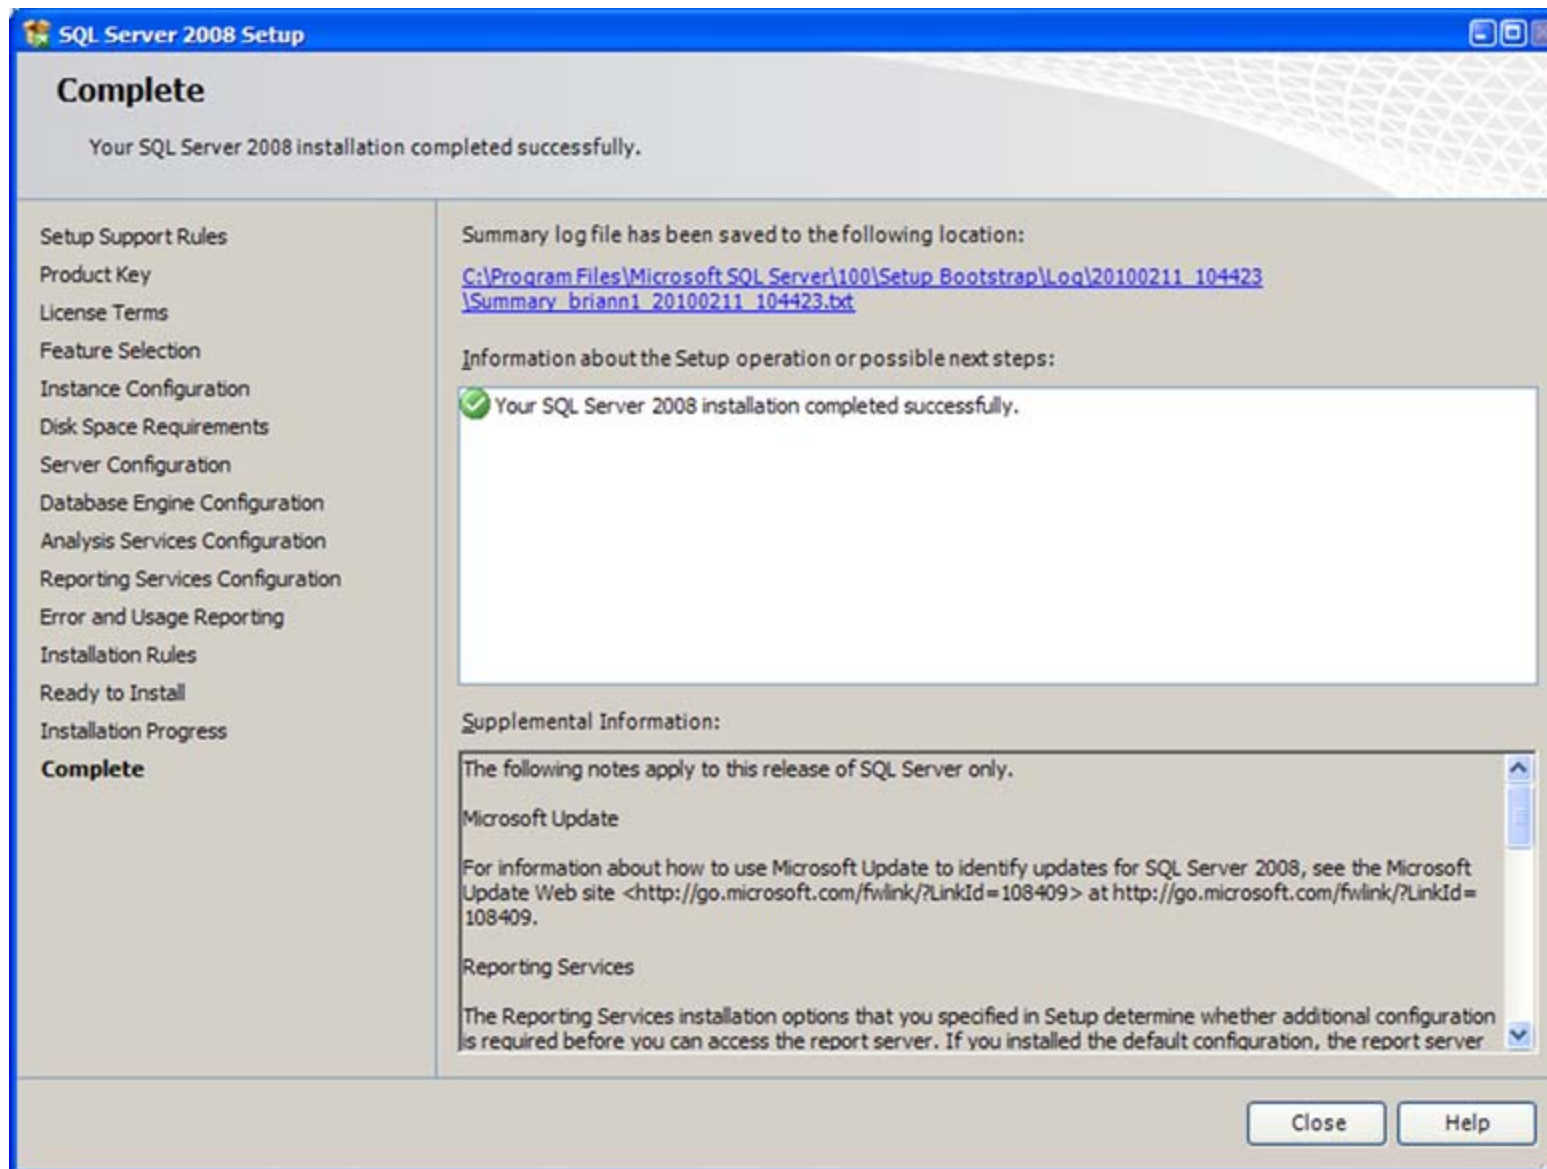 SQL Server 2008 Setup
Complete
Your SQL Server 2008 installation completed successfully.
Setup Support Rules
Product Key
License Terms
Feature Selection
Instance Configuration
Disk Space Requirements
Server Configuration
Database Engine Configuration
Analysis Services Configuration
Reporting Services Configuration
Error and Usage Reporting
Installation Rules
Ready to Install
Installation Progress
Complete
Summary log file has been saved to the following location:
C:\Program Files\Microsoft SQL Server\100\Setup Bootstrap\Log\20100211_104423
\Summary_briann1_20100211_104423.txt
Information about the Setup operation or possible next steps:
Your SQL Server 2008 installation completed successfully.
Supplemental Information:
The following notes apply to this release of SQL Server only.
Microsoft Update
For information about how to use Microsoft Update to identify updates for SQL Server 2008, see the Microsoft
Update Web site <http://go.microsoft.com/fwlink/?LinkId=108409> at http://go.microsoft.com/fwlink/?LinkId=
108409.
Reporting Services
The Reporting Services installation options that you specified in Setup determine whether additional configuration
is required before you can access the report server. If you installed the default configuration, the report server
Close
Help